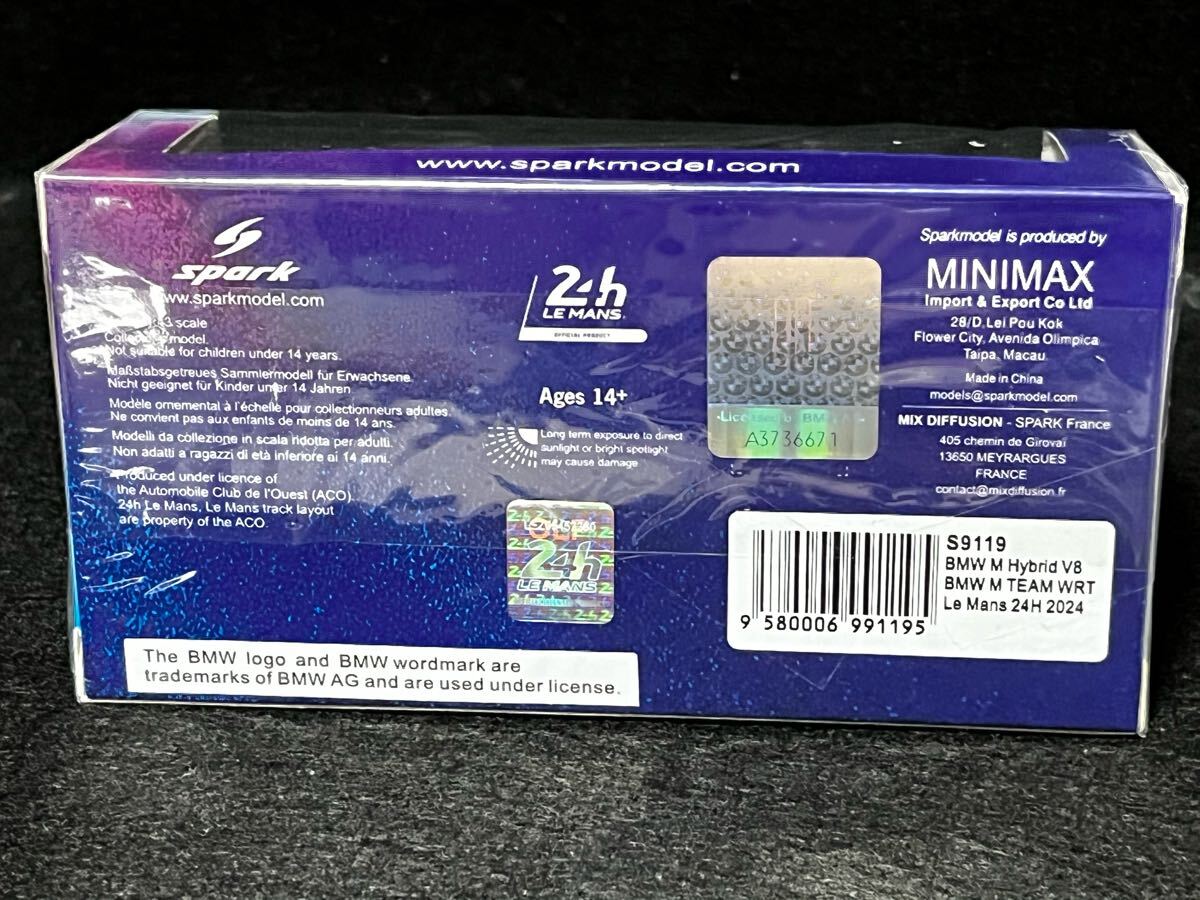 www.sparkmodel.com
spark
www.sparkmodel.com
3 scale
model.
Not suitable for children under 14 years.
Maßstabsgetreues Sammlermodell für Erwachsene
Nicht geeignet für Kinder unter 14 Jahren
Modèle ornemental à l'échelle pour collectionneurs adultes.
Ne convient pas aux enfants de moins de 14 ans.
Modelli da collezione in scala ridotta per adulti.
Non adatti a ragazzi di età inferiore ai 14 anni.
Produced under licence of
the Automobile Club de l'Ouest (ACO).
24h Le Mans, Le Mans track layout
are property of the ACO.
24h
LE MANS
OFFICIAL PRODUCT
Ages 14+
Long term exposure to direct
sunlight or bright spotlight
may cause damage
24h
LE MANS
A3736671
Sparkmodel is produced by
MINIMAX
Import & Export Co Ltd
28/D, Lei Pou Kok
Flower City, Avenida Olimpica
Taipa, Macau
Made in China
models@sparkmodel.com
MIX DIFFUSION - SPARK France
405 chemin de Girovai
13650 MEYRARGUES
FRANCE
contact@mixdiffusion.fr
S9119
BMW M Hybrid V8
BMW M TEAM WRT
Le Mans 24H 2024
9 580006 991195
The BMW logo and BMW wordmark are
trademarks of BMW AG and are used under license.